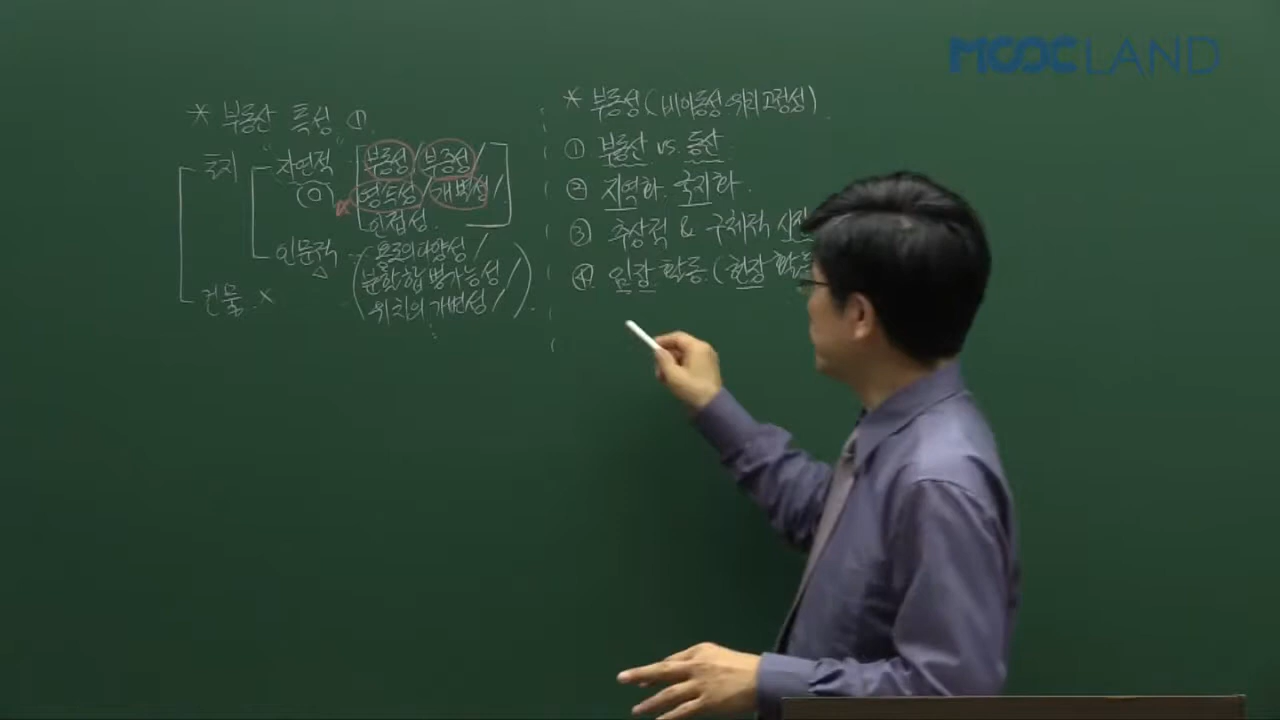 MOOCLAND
* 부동산 특성 ①.
토지
"자연적"
(O)
부동성 / 부증성 /
영속성 / 개별성 /
인접성.
인문적
△
용도의 다양성 /
분할합병가능성 /
위치의 가변성 /
건물 ×
* 부동성 (비이동성 위치 고정성)
① 부동산 vs. 동산.
② 지역화. 국지화.
③ 추상적 & 구체적 시장
④ 임장 활동 (현장 활동